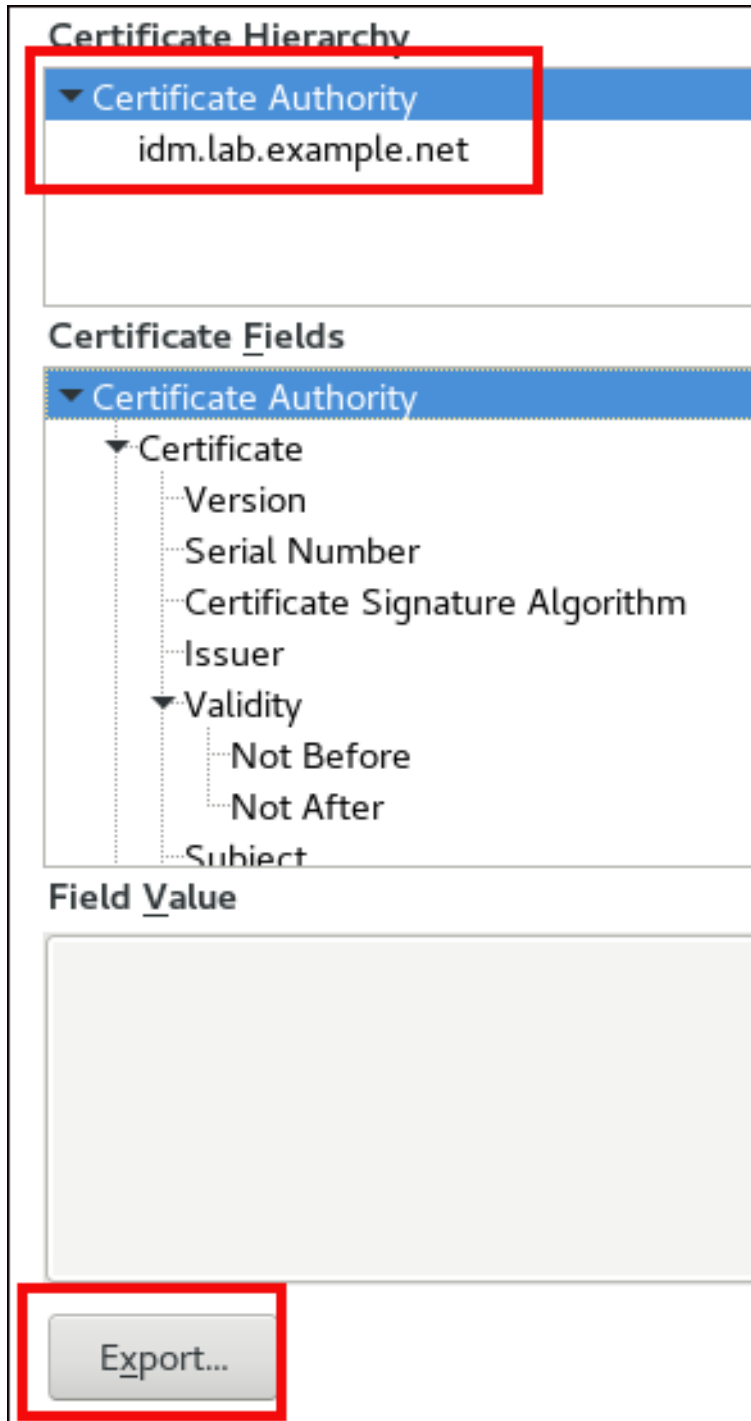 Certificate Hierarchy
Certificate Authority
idm.lab.example.net
Certificate Fields
Certificate Authority
Certificate
Version
Serial Number
Certificate Signature Algorithm
Issuer
Validity
Not Before
Not After
Subject
Field Value
Export...